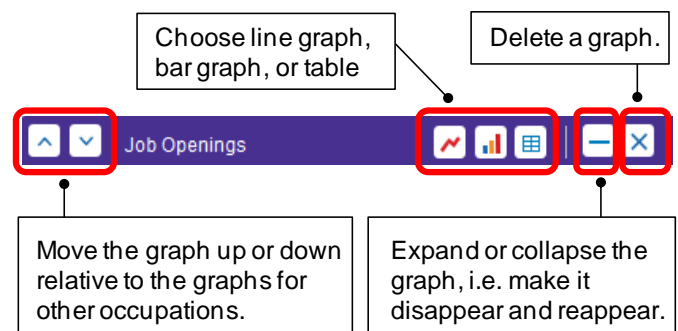 Choose line graph,
bar graph, or table
Delete a graph.
Job Openings
Move the graph up or down
relative to the graphs for
other occupations.
Expand or collapse the
graph, i.e. make it
disappear and reappear.